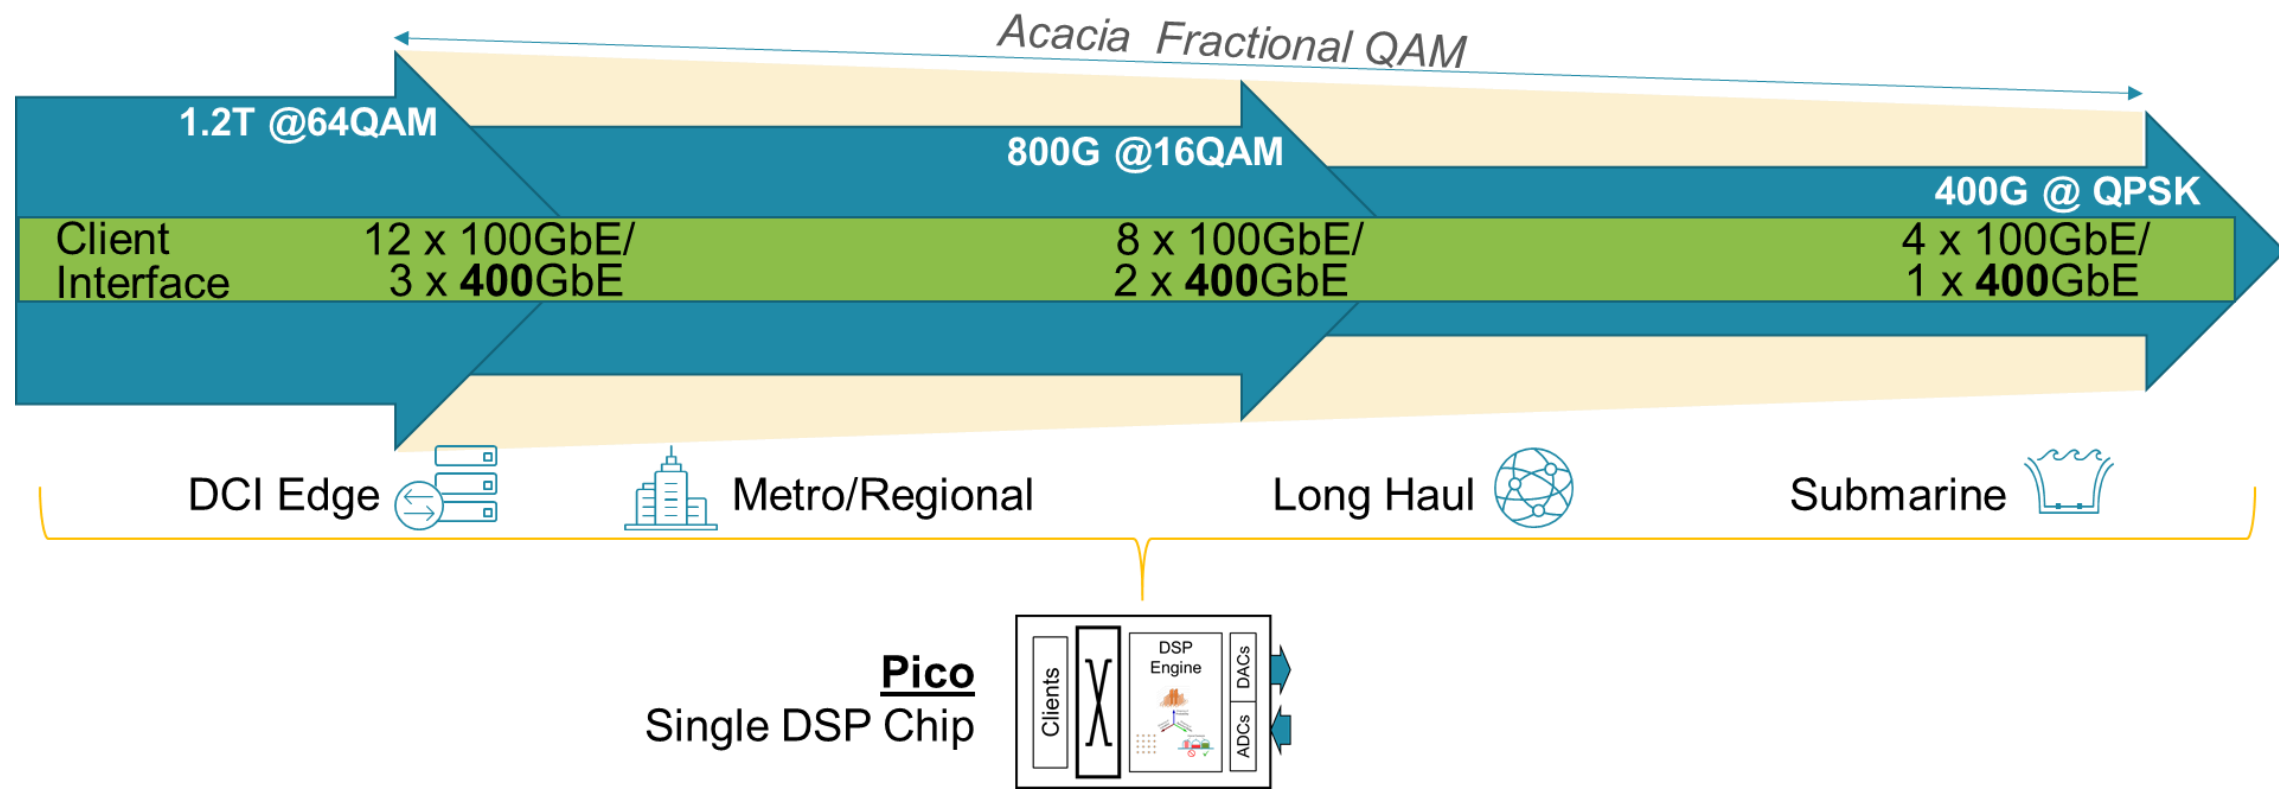 Acacia Fractional QAM
1.2T @64QAM
800G @16QAM
400G @ QPSK
Client
Interface
12 x 100GbE/
3 x 400GbE
8 x 100GbE/
2 x 400GbE
4 x 100GbE/
1 x 400GbE
DCI Edge
Metro/Regional
Long Haul
Submarine
Pico
Single DSP Chip
Clients
DSP
Engine
DACs
ADCs